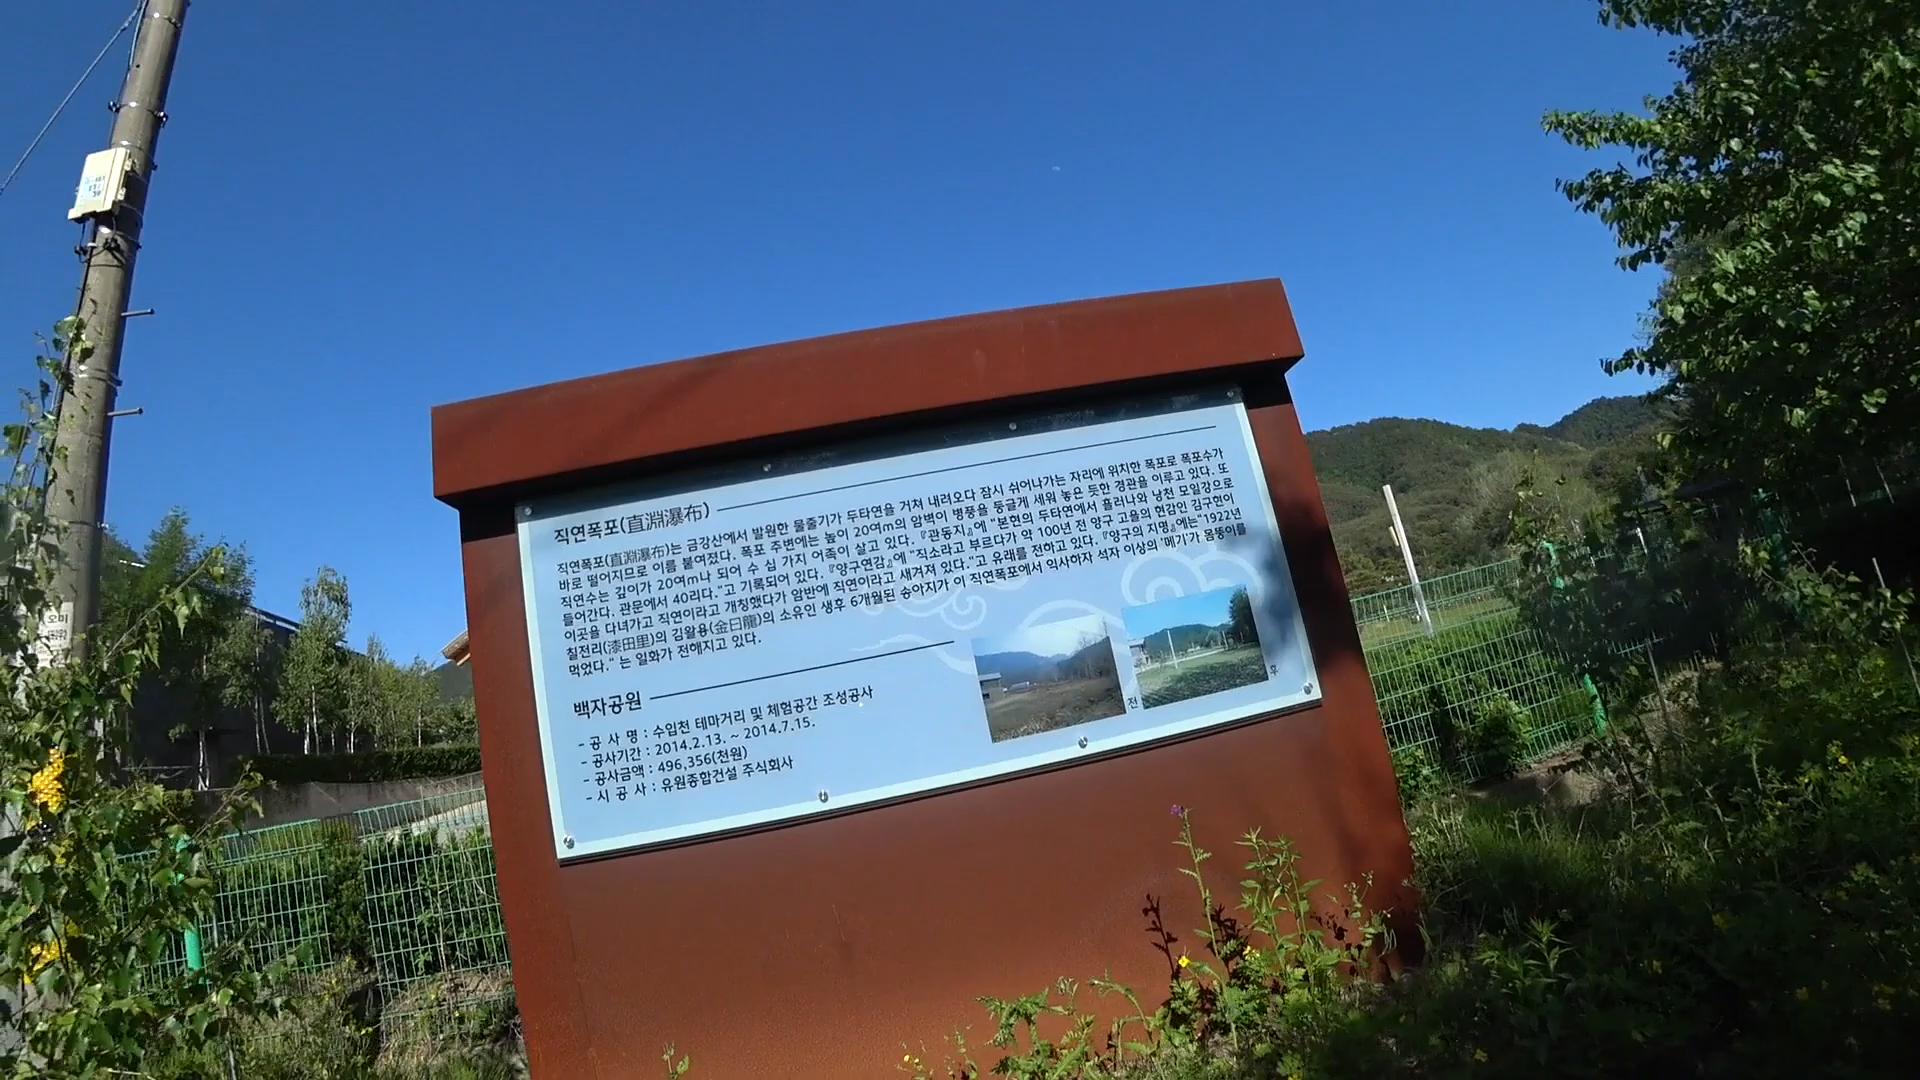 직연폭포(直淵瀑布)
직연폭포(直淵瀑布)는 금강산에서 발원한 물줄기가 두타연을 거쳐 내려오다 잠시 쉬어나가는 자리에 위치한 폭포로 폭포수가
바로 떨어지므로 이름 붙여졌다. 폭포 주변에는 높이 20여m의 암벽이 병풍을 둥글게 세워 놓은 듯한 경관을 이루고 있다. 또
직연수는 깊이가 20여m나 되어 수 십 가지 어족이 살고 있다. 『관동지』에 "본현의 두타연에서 흘러나와 낭천 모일강으로
들어간다. 관문에서 40리다."고 기록되어 있다. 『양구연감』에 "직소라고 부르다가 약 100년 전 양구 고을의 현감인 김구현이
이곳을 다녀가고 직연이라고 개칭했다가 암반에 직연이라고 새겨져 있다."고 유래를 전하고 있다. 『양구의 지명』에는"1922년
칠전리(漆田里)의 김왈용(金曰龍)의 소유인 생후 6개월된 송아지가 이 직연폭포에서 익사하자 석자 이상의 '메기'가 몸뚱이를
먹었다." 는 일화가 전해지고 있다.
백자공원
- 공 사 명 : 수입천 테마거리 및 체험공간 조성공사
- 공사기간 : 2014.2.13. ~ 2014.7.15.
- 공사금액 : 496,356(천원)
- 시 공 사 : 유원종합건설 주식회사
전
후
오미